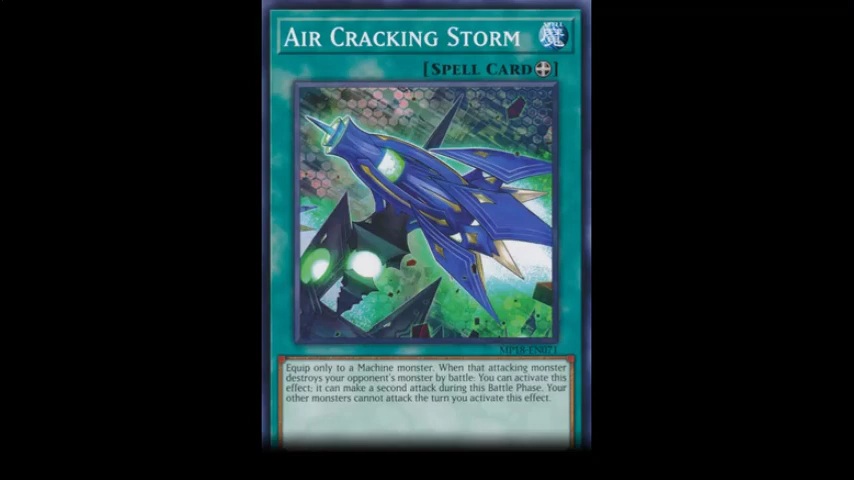 AIR CRACKING STORM
[SPELL CARD]
MP18-EN071
Equip only to a Machine monster. When that attacking monster
destroys your opponent's monster by battle: You can activate this
effect; it can make a second attack during this Battle Phase. Your
other monsters cannot attack the turn you activate this effect.